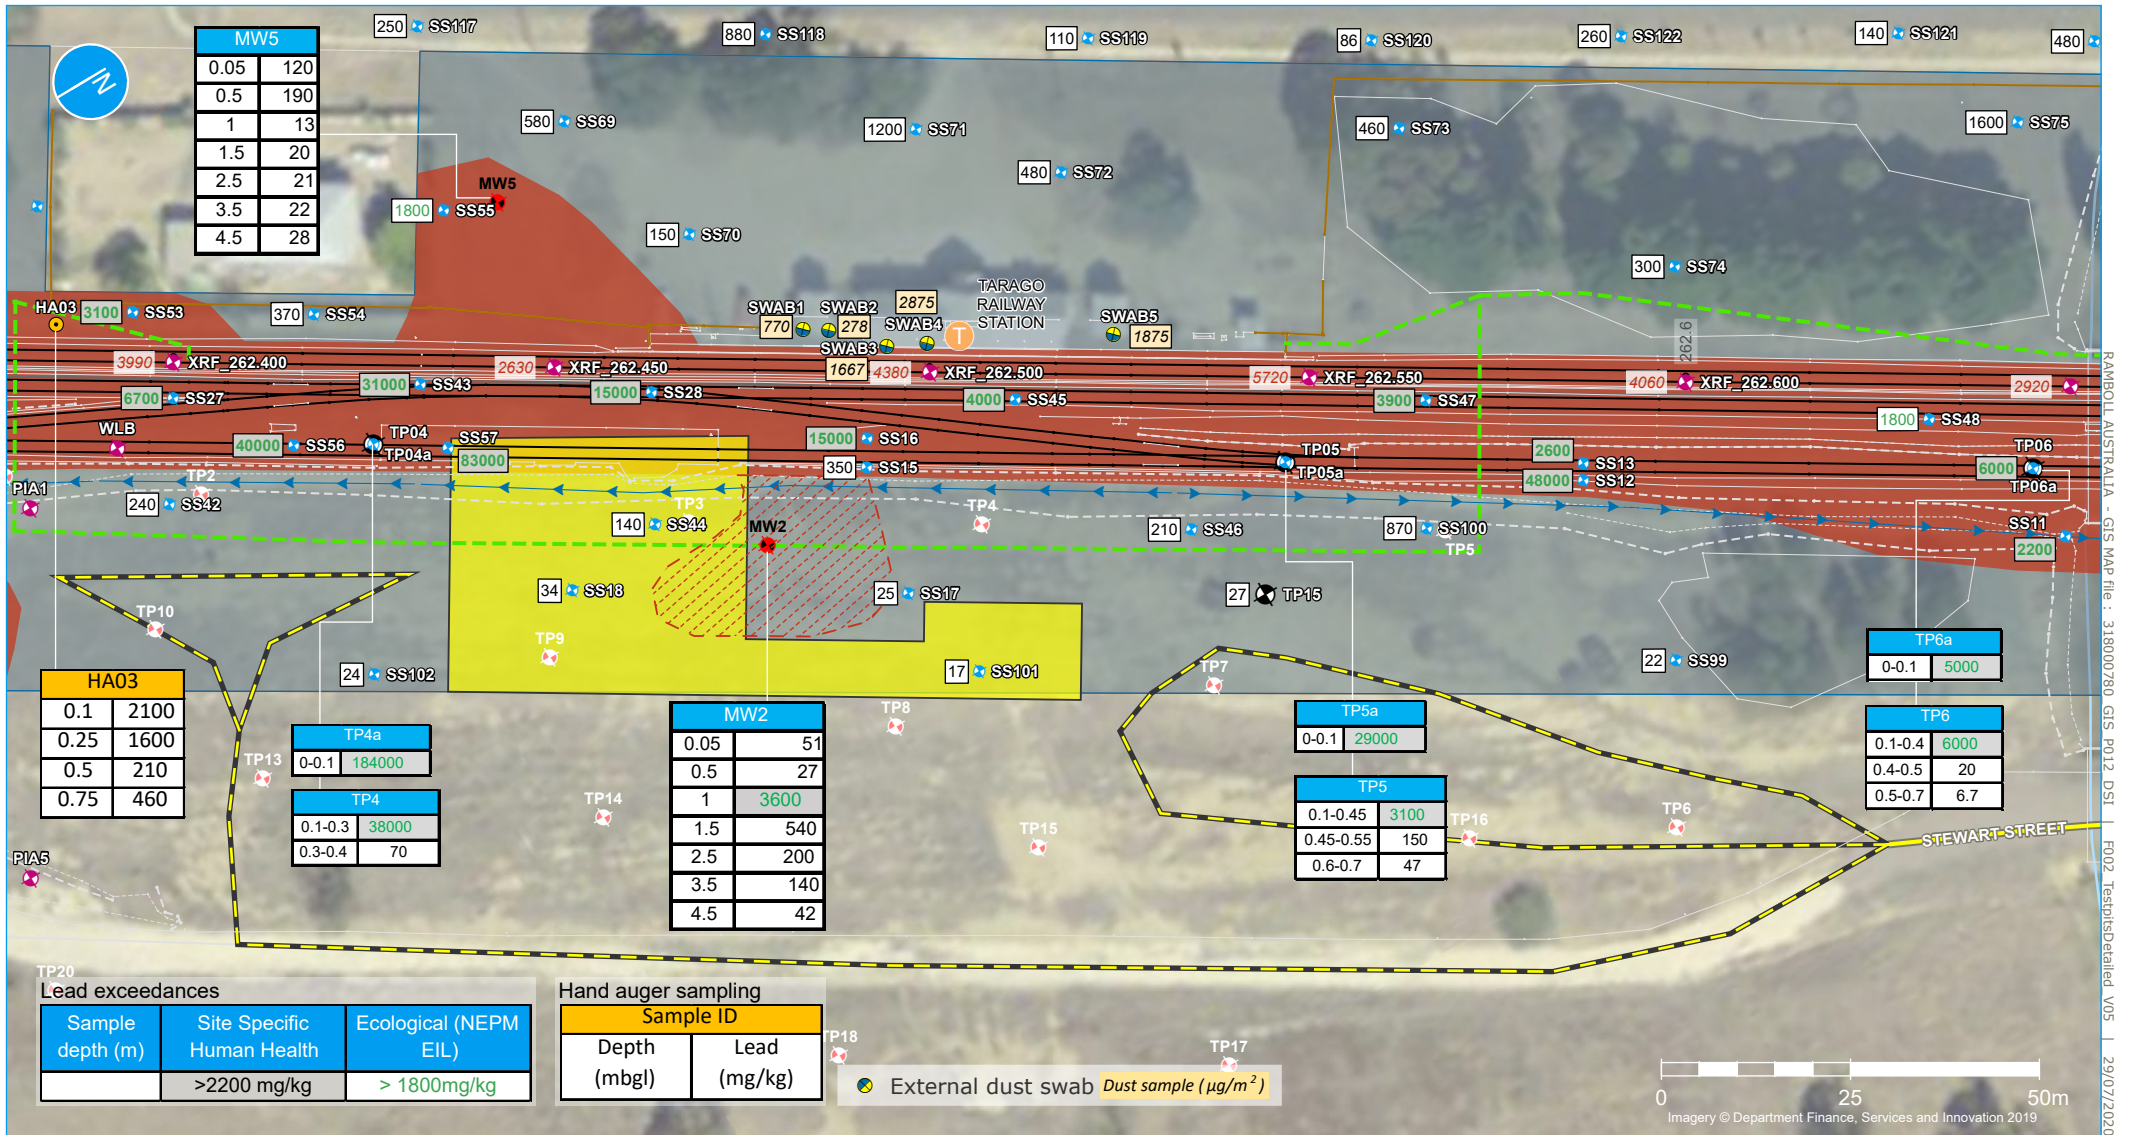 250 SS117
880 SS118
110 SS119
86 SS120
260 SS122
140 SS121
480
MW5
0.05 120
0.5 190
1 13
1.5 20
2.5 21
3.5 22
4.5 28
N
580 SS69
1200 SS71
480 SS72
460 SS73
1600 SS75
MW5
1800 SS55
150 SS70
300 SS74
TARAGO
RAILWAY
STATION
HA03
3100 SS53
370 SS54
SWAB1
770
SWAB2
278
2875
SWAB4
SWAB3
1667
T
SWAB5
1875
262.6
3990 XRF_262.400
2630 XRF_262.450
4380 XRF_262.500
5720 XRF_262.550
4060 XRF_262.600
2920
6700 SS27
31000 SS43
15000 SS28
4000 SS45
3900 SS47
1800 SS48
WLB
40000 SS56
TP04
TP04a
SS57
83000
15000 SS16
350 SS15
TP05
TP05a
2600 SS13
48000 SS12
TP06
6000
TP06a
PIA1
TP2
240 SS42
TP3
140 SS44
MW2
TP4
210 SS46
870 SS100
TP5
SS11
2200
TP10
34 SS18
25 SS17
27 TP15
TP9
24 SS102
17 SS101
TP7
22 SS99
TP6a
0-0.1 5000
HA03
0.1 2100
0.25 1600
0.5 210
0.75 460
TP4a
0-0.1 184000
TP4
0.1-0.3 38000
0.3-0.4 70
TP13
TP14
MW2
0.05 51
0.5 27
1 3600
1.5 540
2.5 200
3.5 140
4.5 42
TP8
TP15
TP5a
0-0.1 29000
TP5
0.1-0.45 3100
0.45-0.55 150
0.6-0.7 47
TP16
TP6
TP6
0.1-0.4 6000
0.4-0.5 20
0.5-0.7 6.7
STEWART STREET
PIA5
TP20
TP18
TP17
Lead exceedances
Sample depth (m) Site Specific Human Health Ecological (NEPM EIL)
>2200 mg/kg > 1800mg/kg
Hand auger sampling
Sample ID
Depth (mbgl) Lead (mg/kg)
External dust swab Dust sample (µg/m²)
0 25 50m
Imagery © Department Finance, Services and Innovation 2019
RAMBOLL AUSTRALIA - GIS MAP file : 318000780_GIS_P012_DSI | F002_TestpitsDetailed_V05 | 29/07/2020